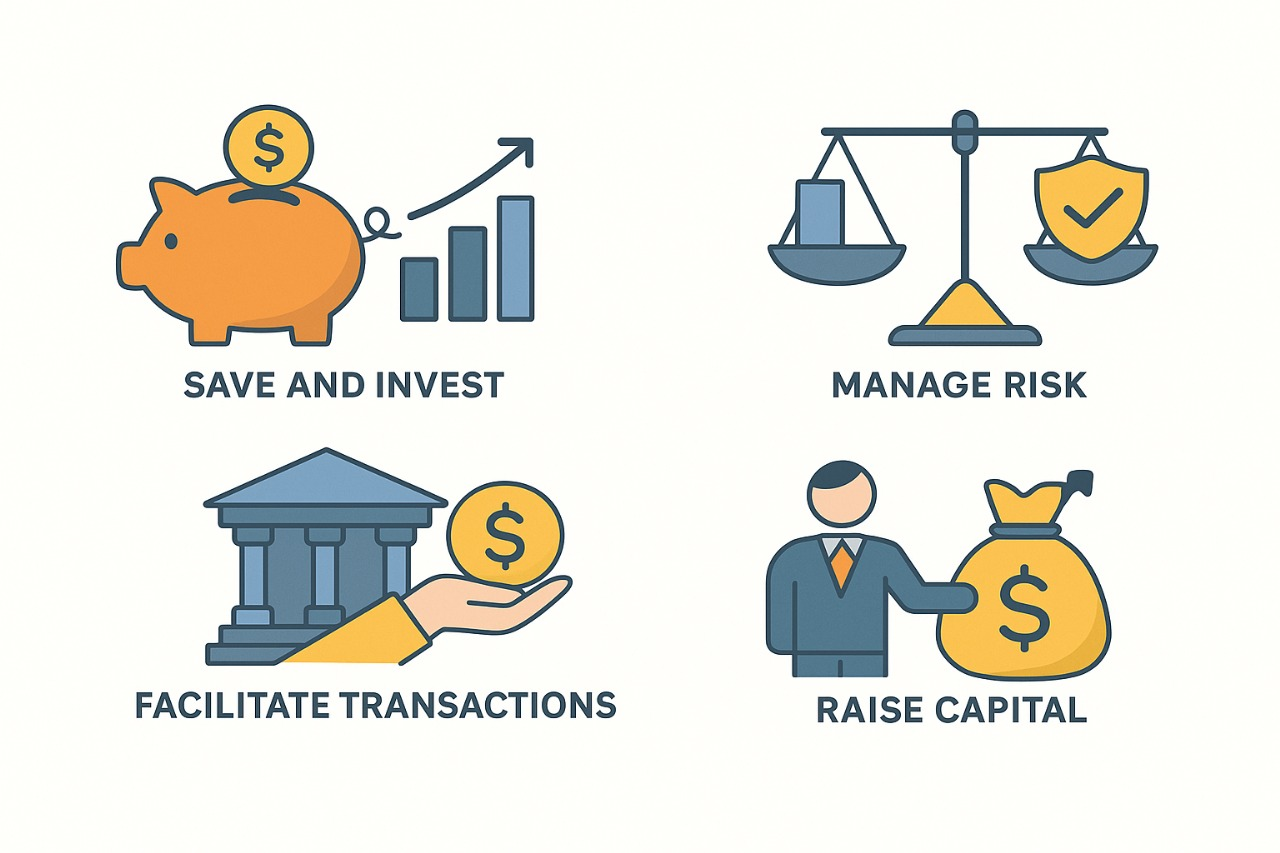 $
SAVE AND INVEST
MANAGE RISK
$
FACILITATE TRANSACTIONS
$
RAISE CAPITAL